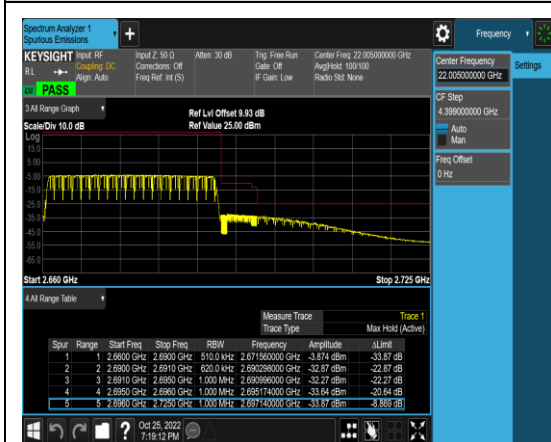 Spectrum Analyzer 1
Spurious Emissions
Frequency
KEYSIGHT
Input: RF
Coupling: DC
Align: Auto
Input Z: 50 Ω
Corrections: Off
Freq Ref: Int (S)
Atten: 30 dB
Trig: Free Run
Gate: Off
IF Gain: Low
Center Freq: 22.005000000 GHz
Avg|Hold: 100/100
Radio Std: None
R L
PASS
Center Frequency
22.005000000 GHz
Settings
CF Step
4.399000000 GHz
Auto
Man
Freq Offset
0 Hz
3 All Range Graph
Ref Lvl Offset 9.93 dB
Scale/Div 10.0 dB
Ref Value 25.00 dBm
Log
15.0
5.00
-5.00
-15.0
-25.0
-35.0
-45.0
-55.0
-65.0
Start 2.660 GHz
Stop 2.725 GHz
4 All Range Table
Measure Trace Trace 1
Trace Type Max Hold (Active)
Spur Range Start Freq Stop Freq RBW Frequency Amplitude ΔLimit
1 1 2.6600 GHz 2.6900 GHz 510.0 kHz 2.671560000 GHz -3.874 dBm -33.87 dB
2 2 2.6900 GHz 2.6910 GHz 620.0 kHz 2.690298000 GHz -32.87 dBm -22.87 dB
3 3 2.6910 GHz 2.6950 GHz 1.000 MHz 2.690996000 GHz -32.27 dBm -22.27 dB
4 4 2.6950 GHz 2.6960 GHz 1.000 MHz 2.695174000 GHz -33.64 dBm -20.64 dB
5 5 2.6960 GHz 2.7250 GHz 1.000 MHz 2.697140000 GHz -33.87 dBm -8.869 dB
Oct 25, 2022
7:19:12 PM